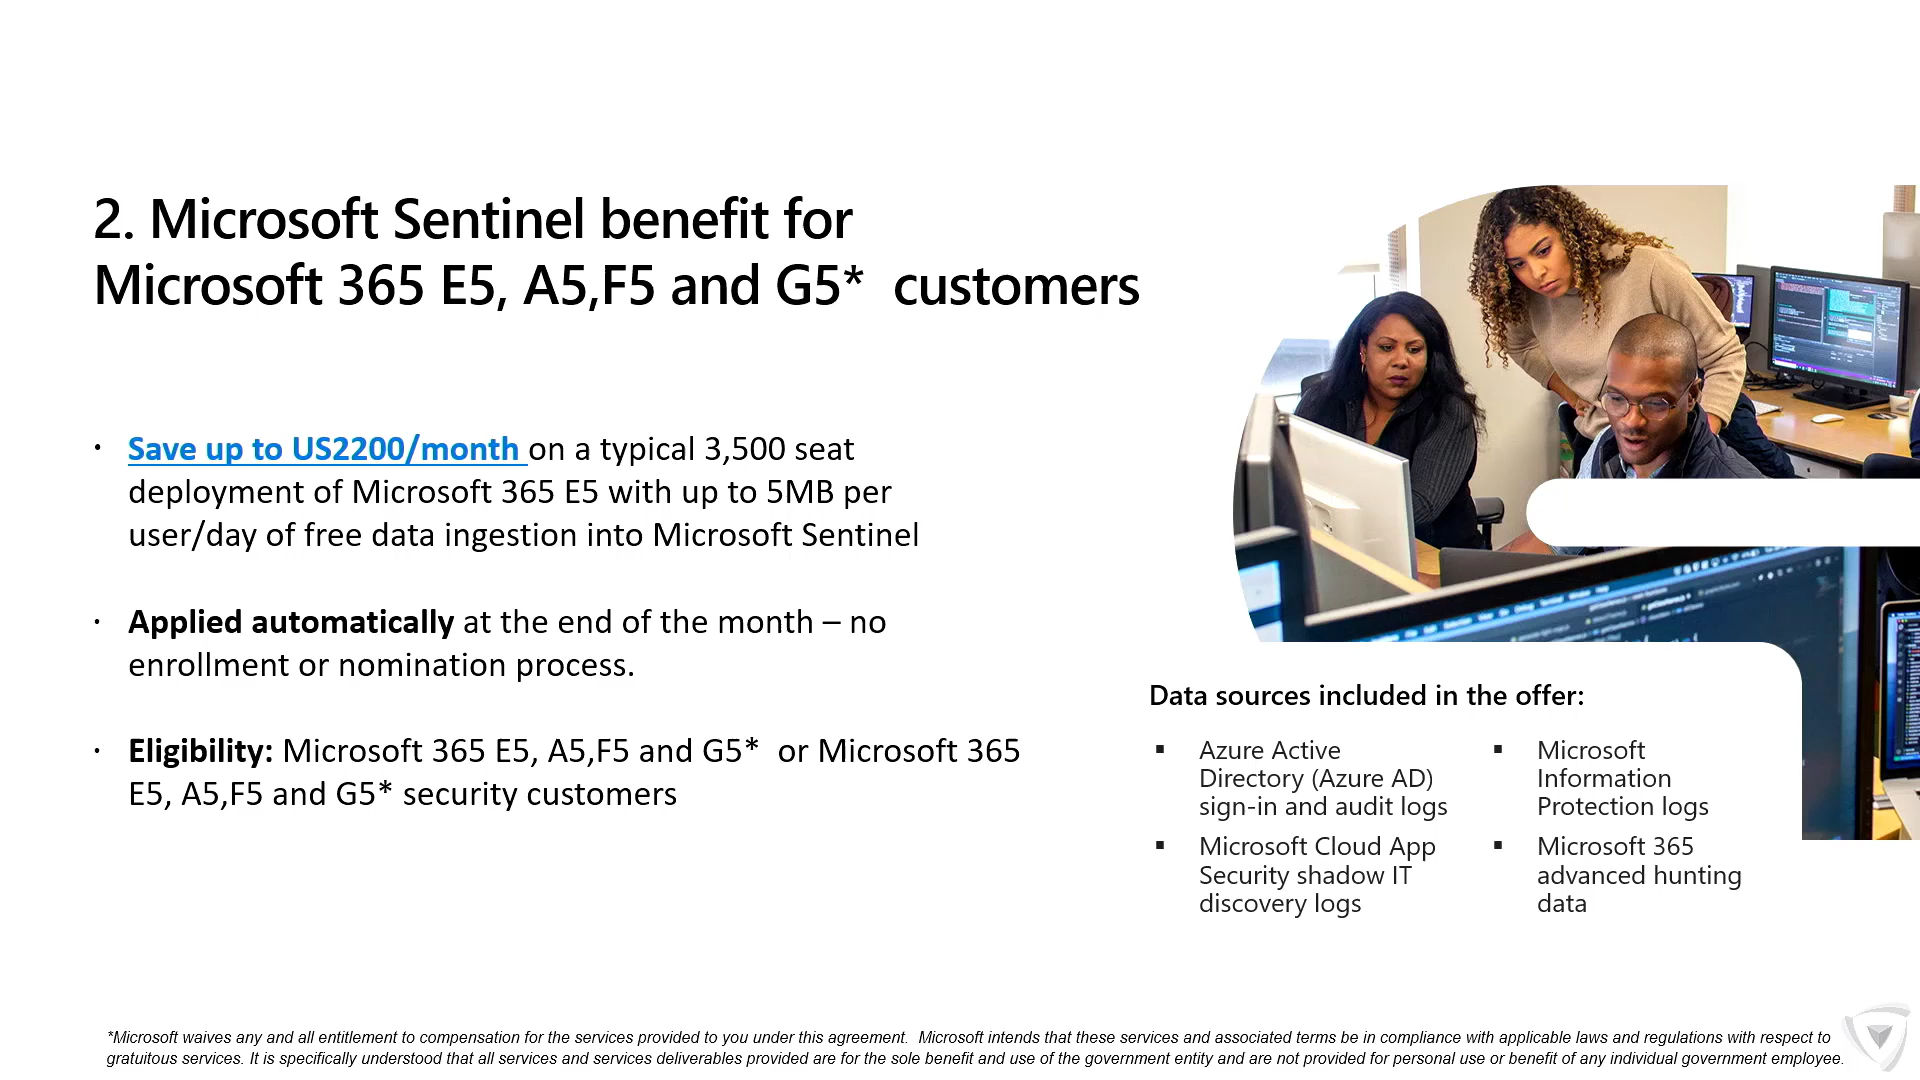 2. Microsoft Sentinel benefit for
Microsoft 365 E5, A5,F5 and G5*  customers
· Save up to US2200/month on a typical 3,500 seat
deployment of Microsoft 365 E5 with up to 5MB per
user/day of free data ingestion into Microsoft Sentinel
· Applied automatically at the end of the month – no
enrollment or nomination process.
· Eligibility: Microsoft 365 E5, A5,F5 and G5*  or Microsoft 365
E5, A5,F5 and G5* security customers
Data sources included in the offer:
▪ Azure Active
Directory (Azure AD)
sign-in and audit logs
▪ Microsoft Cloud App
Security shadow IT
discovery logs
▪ Microsoft
Information
Protection logs
▪ Microsoft 365
advanced hunting
data
*Microsoft waives any and all entitlement to compensation for the services provided to you under this agreement.  Microsoft intends that these services and associated terms be in compliance with applicable laws and regulations with respect to
gratuitous services. It is specifically understood that all services and services deliverables provided are for the sole benefit and use of the government entity and are not provided for personal use or benefit of any individual government employee.